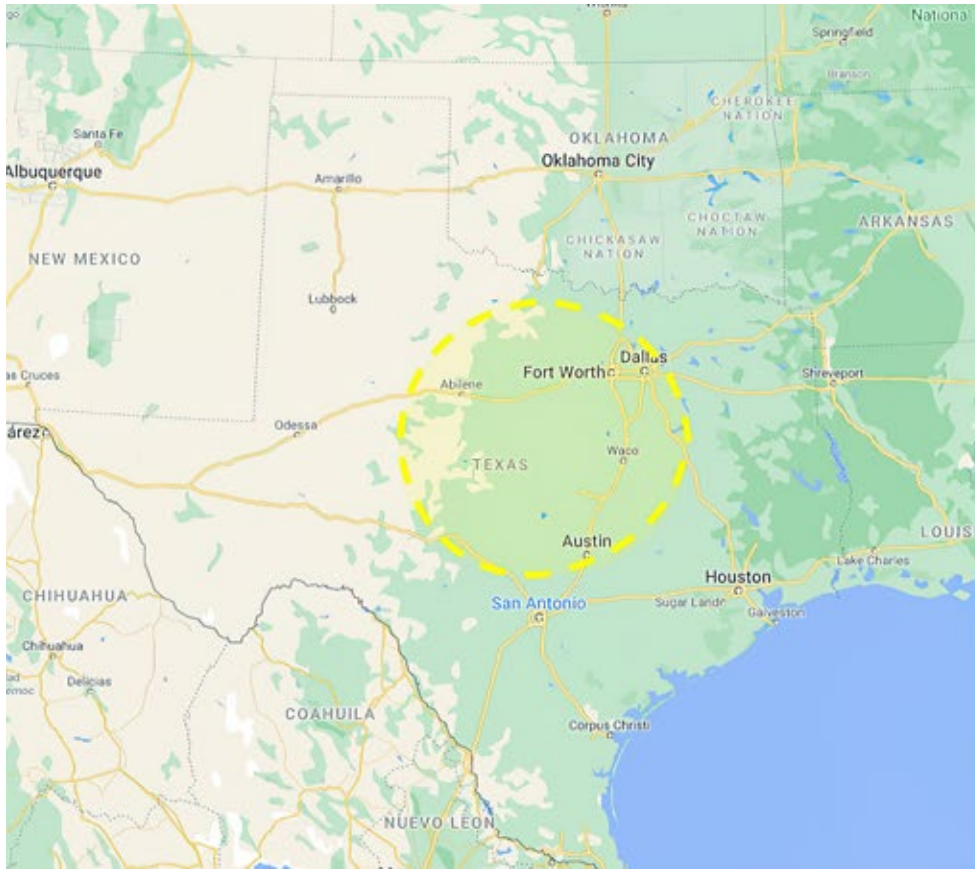 National
Springfield
Branson
CHEROKEE
NATION
OKLAHOMA
Oklahoma City
Santa Fe
Albuquerque
Amarillo
CHOCTAW
NATION
ARKANSAS
CHICKASAW
NATION
NEW MEXICO
Lubbock
Dallas
Fort Worth
Shreveport
as Cruces
Abilene
Odessa
árez
Waco
TEXAS
Austin
LOUIS
Lake Charles
Houston
San Antonio
Sugar Land
Galveston
CHIHUAHUA
Chihuahua
Delicias
COAHUILA
Corpus Christi
NUEVO LEON